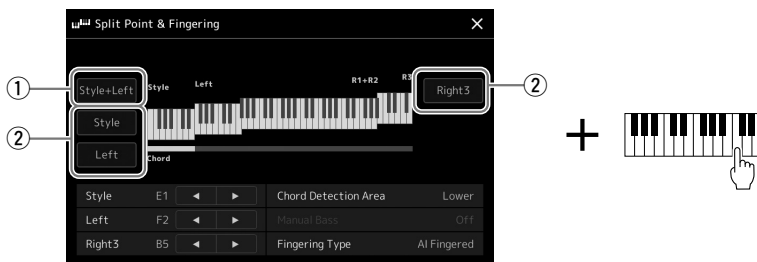 Split Point & Fingering ×
① Style+Left Style Left R1+R2 R3 Right3 ②
② Style
Left Chord
+
Style E1 ◄ ► Chord Detection Area Lower
Left F2 ◄ ► Manual Bass Off
Right3 B5 ◄ ► Fingering Type AI Fingered